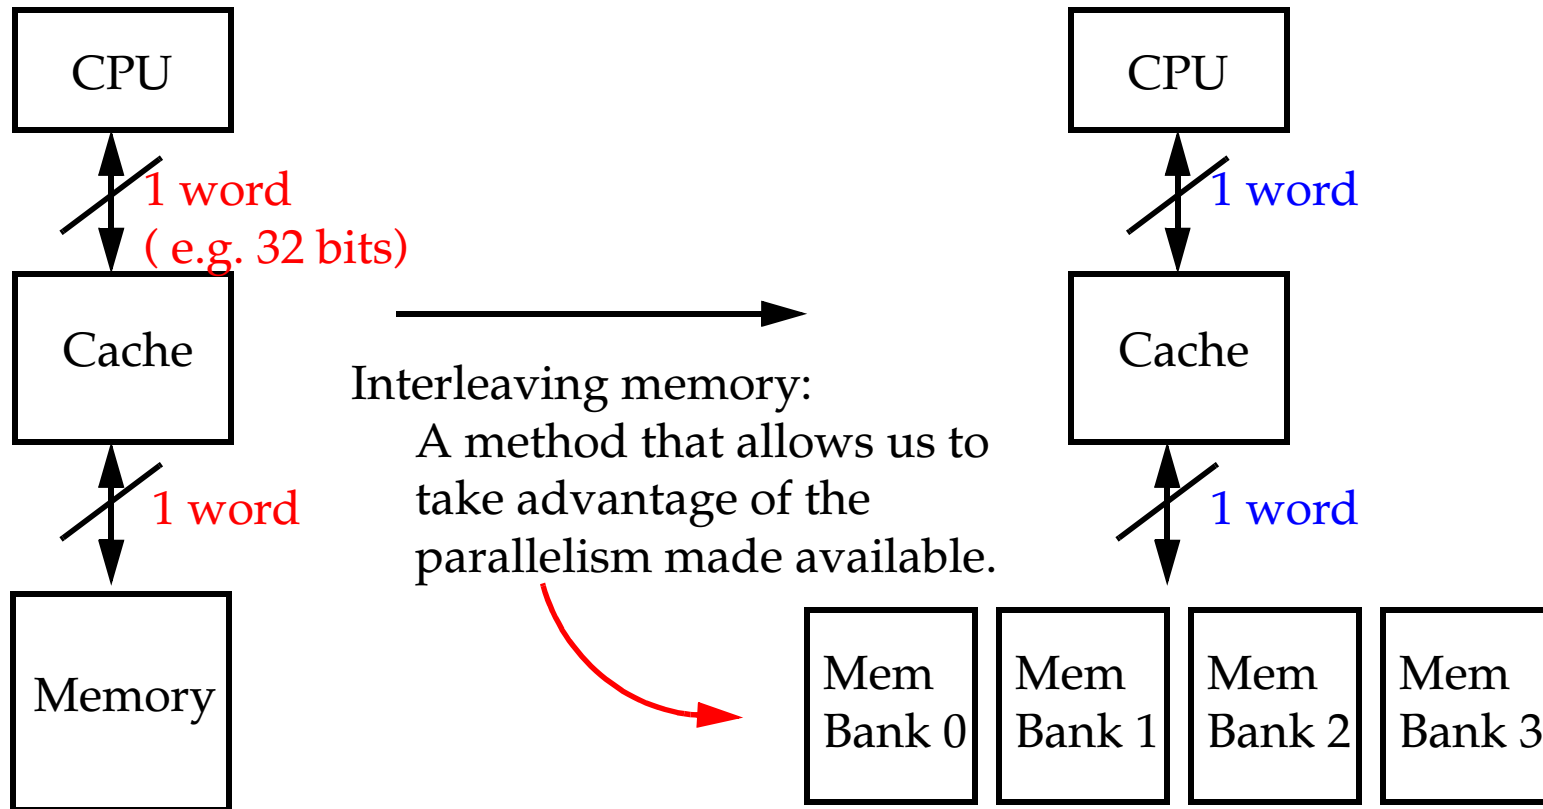 CPU
1 word
( e.g. 32 bits)
Cache
1 word
Memory
Interleaving memory:
A method that allows us to
take advantage of the
parallelism made available.
CPU
1 word
Cache
1 word
Mem
Bank 0
Mem
Bank 1
Mem
Bank 2
Mem
Bank 3